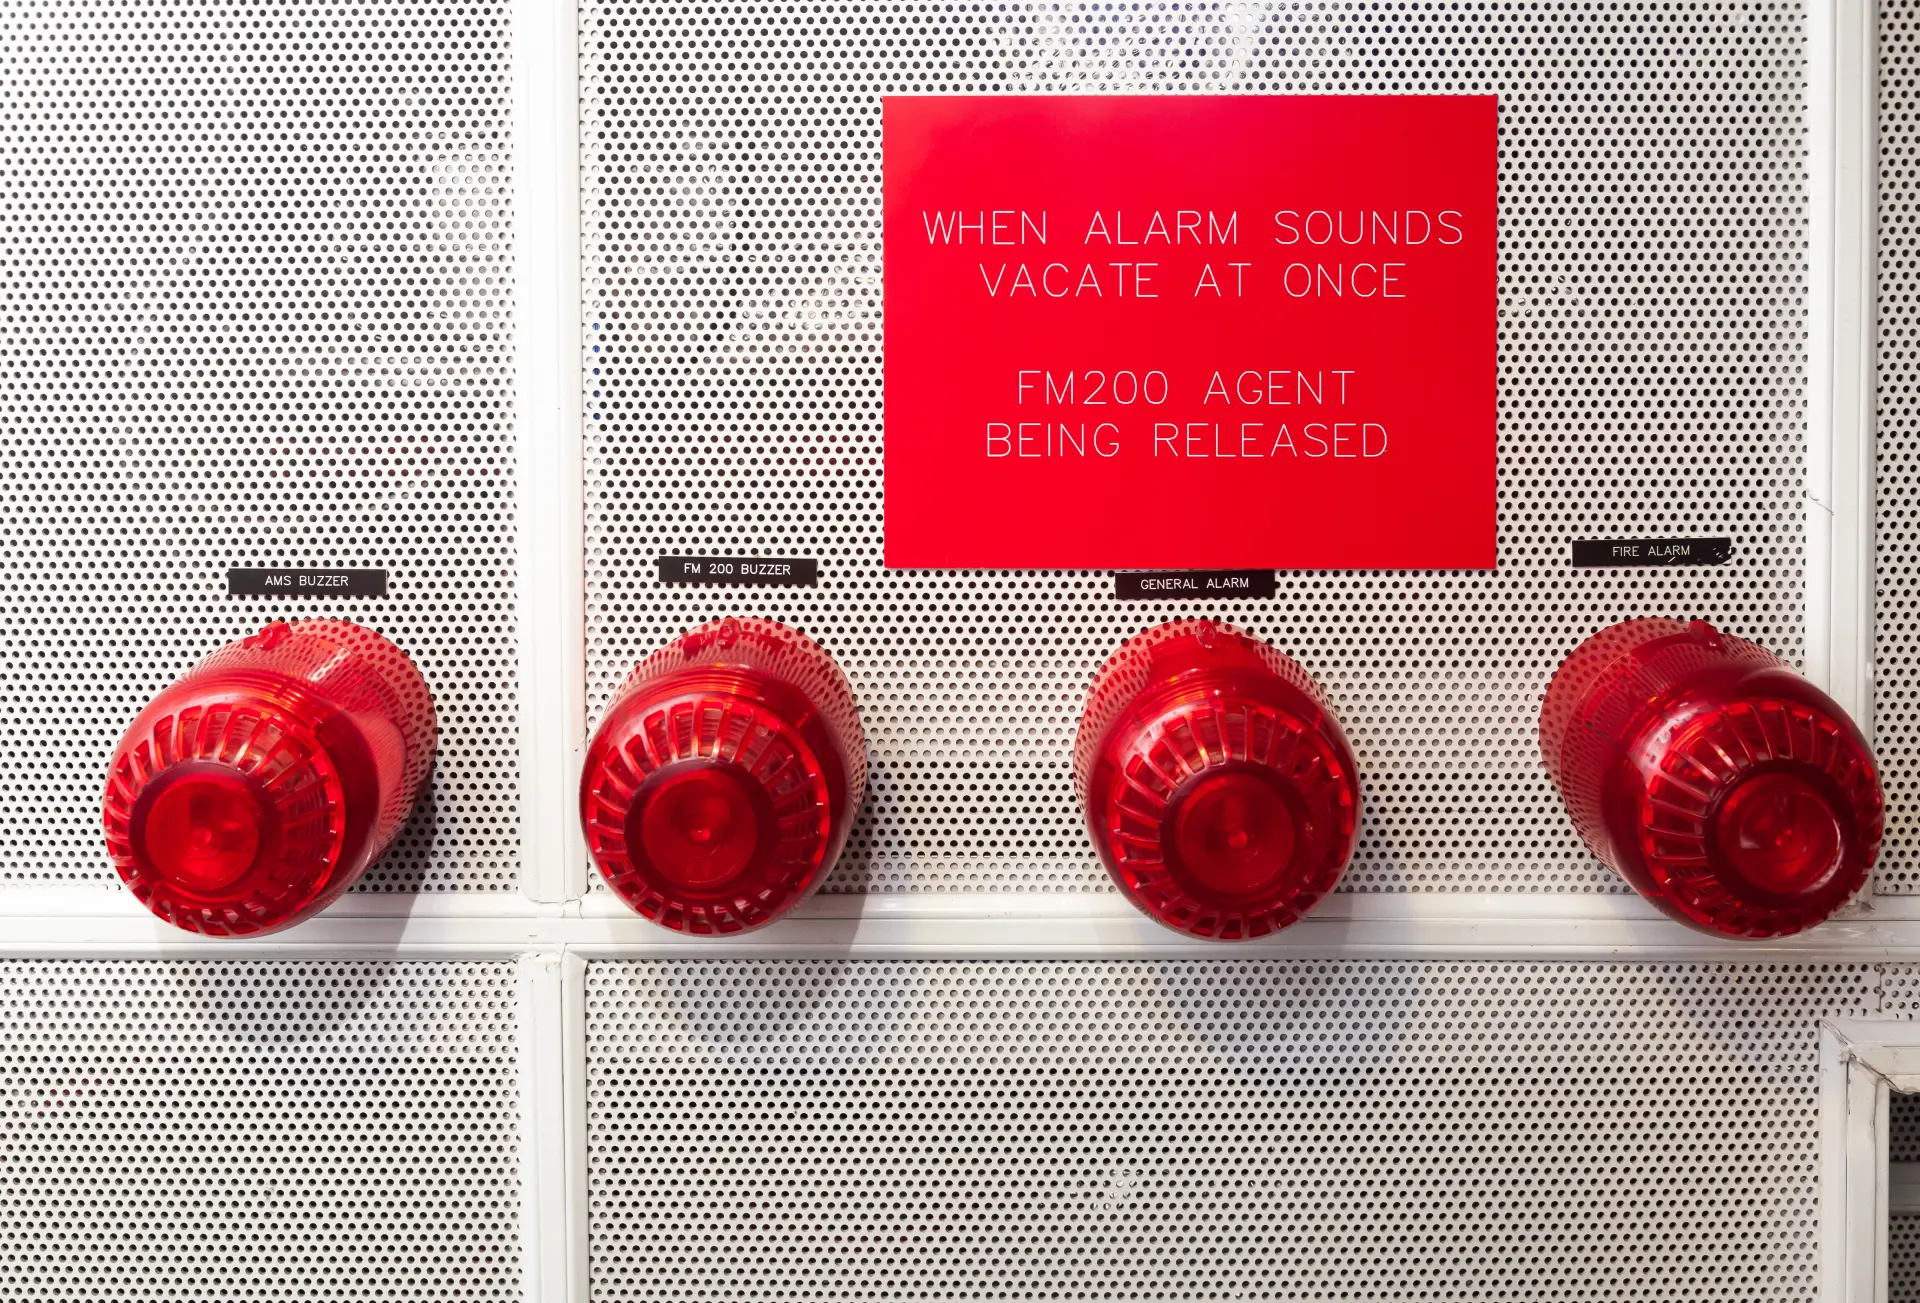 WHEN ALARM SOUNDS
VACATE AT ONCE
FM200 AGENT
BEING RELEASED
AMS BUZZER
FM 200 BUZZER
GENERAL ALARM
FIRE ALARM